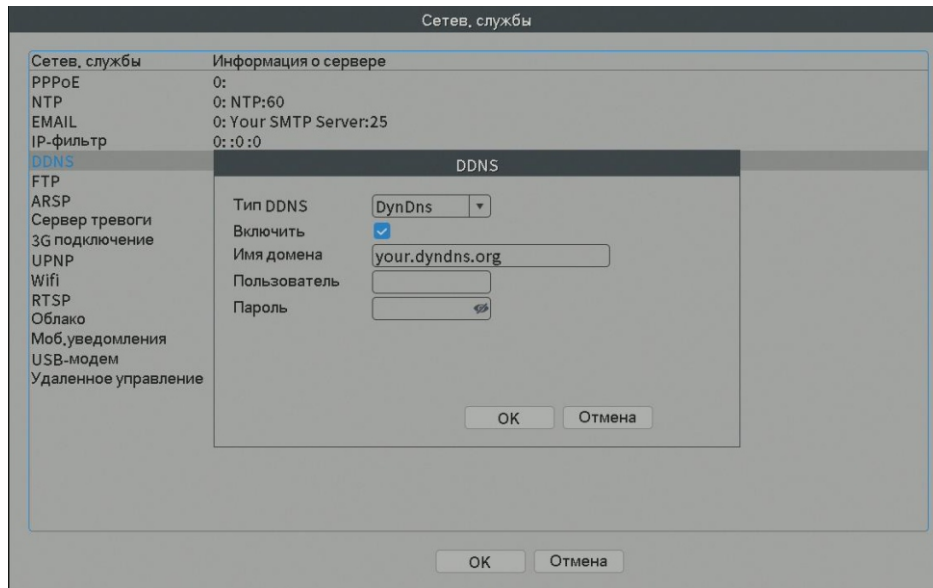 Сетев. службы
Сетев. службы Информация о сервере
PPPoE 0:
NTP 0: NTP:60
EMAIL 0: Your SMTP Server:25
IP-фильтр 0: :0 :0
DDNS
DDNS
FTP
ARSP
Тип DDNS DynDns
Сервер тревоги
Включить
3G подключение
Имя домена your.dyndns.org
UPNP
Wifi
Пользователь
RTSP
Пароль
Облако
Моб.уведомления
USB-модем
Удаленное управление
OK Отмена
OK Отмена